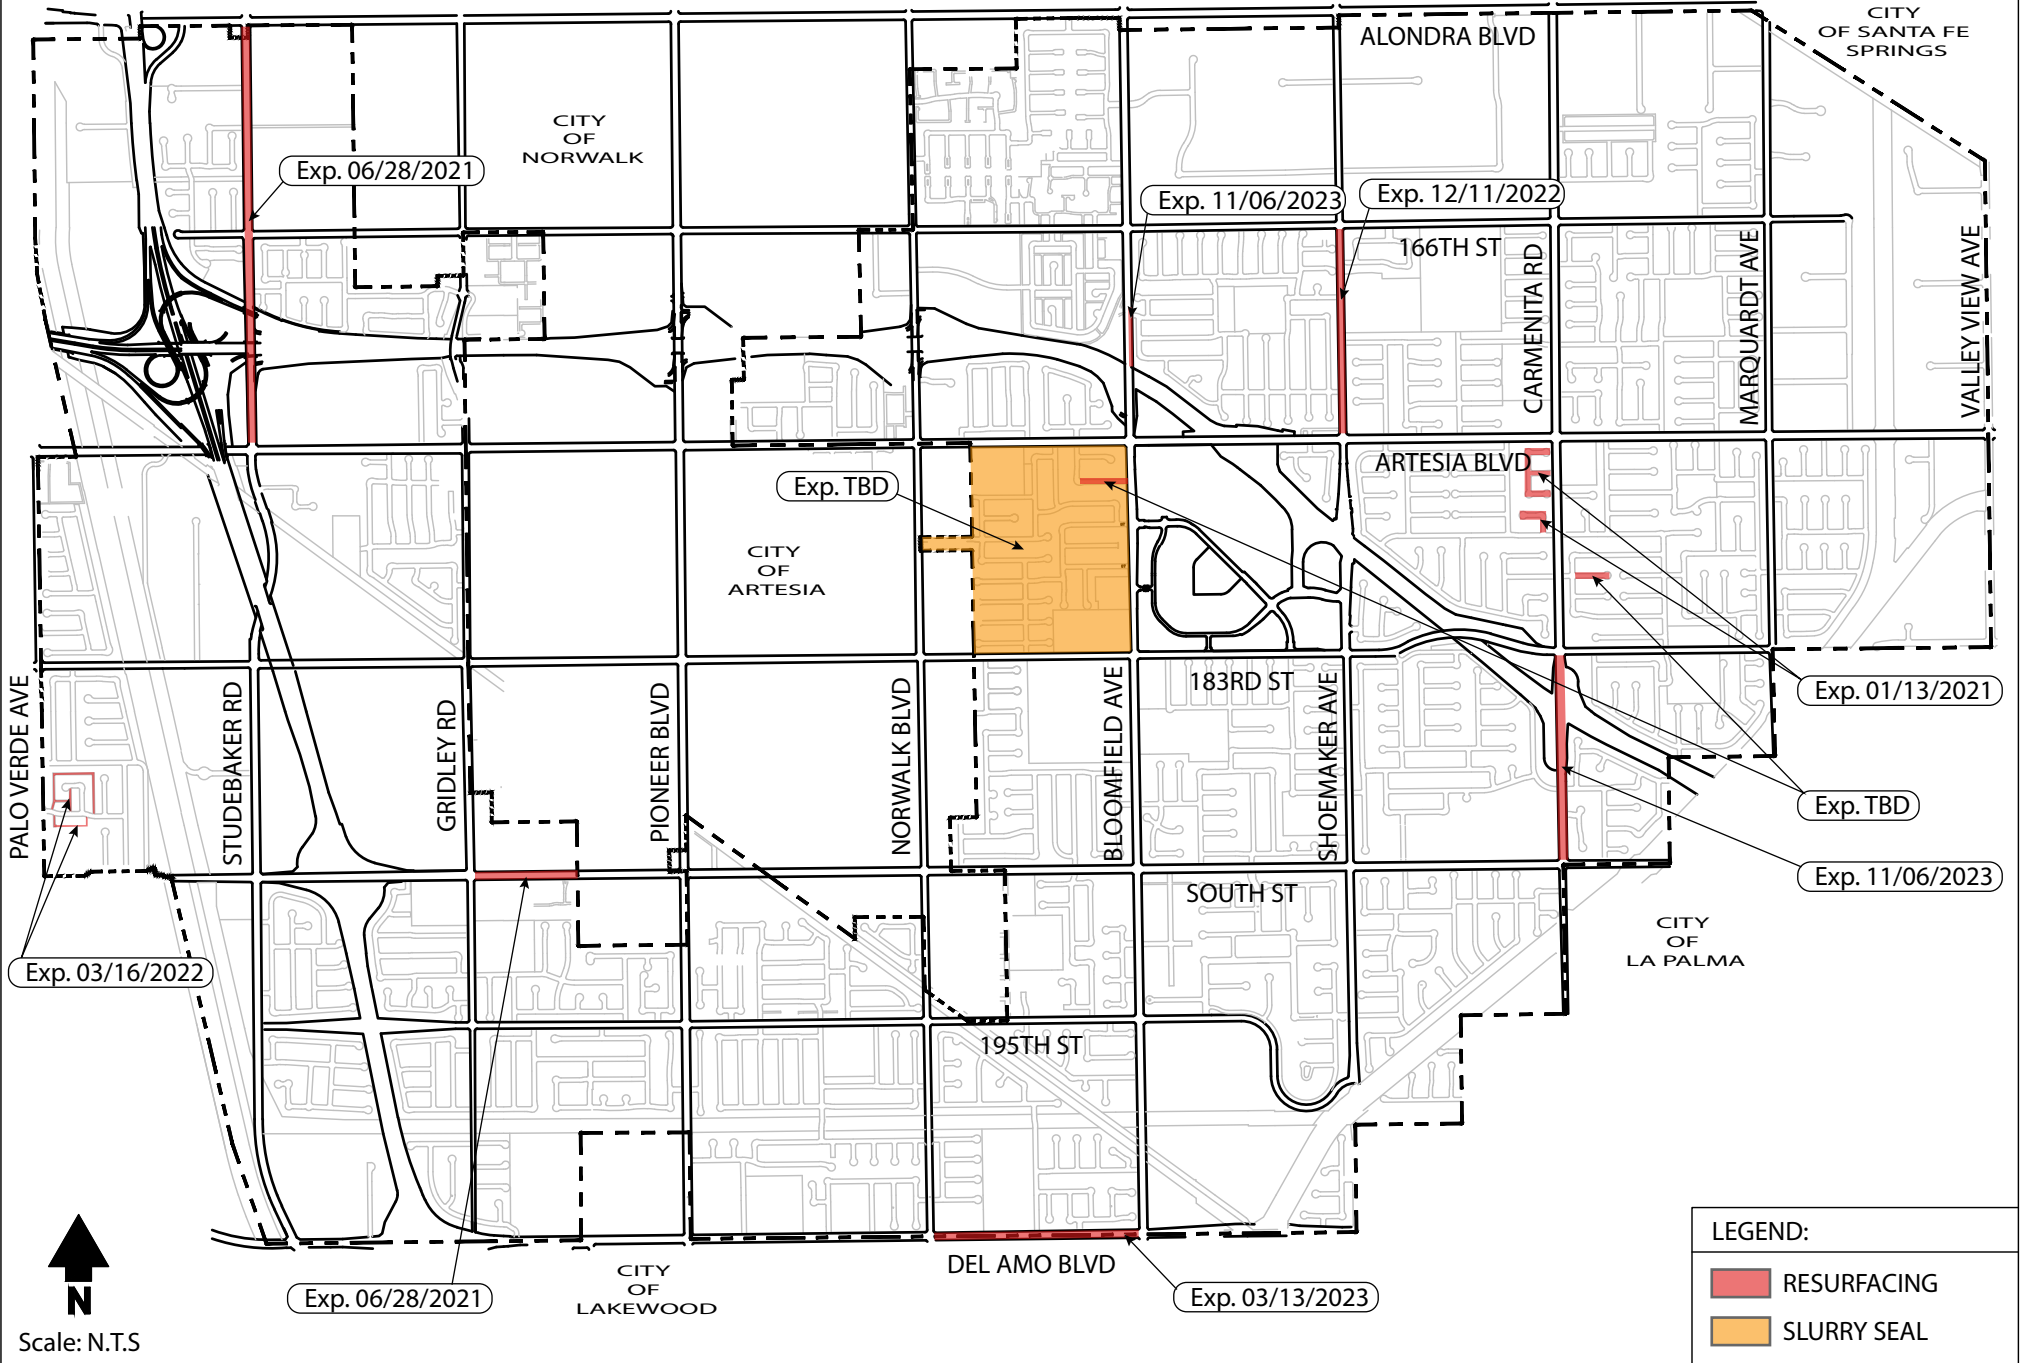 CITY
OF SANTA FE
SPRINGS
ALONDRA BLVD
CITY
OF
NORWALK
Exp. 06/28/2021
Exp. 11/06/2023
Exp. 12/11/2022
166TH ST
CARMENITA RD
MARQUARDT AVE
VALLEY VIEW AVE
ARTESIA BLVD
Exp. TBD
CITY
OF
ARTESIA
PALO VERDE AVE
STUDEBAKER RD
GRIDLEY RD
PIONEER BLVD
NORWALK BLVD
BLOOMFIELD AVE
183RD ST
SHOEMAKER AVE
Exp. 01/13/2021
Exp. TBD
Exp. 11/06/2023
SOUTH ST
CITY
OF
LA PALMA
Exp. 03/16/2022
195TH ST
DEL AMO BLVD
CITY
OF
LAKEWOOD
Exp. 06/28/2021
Exp. 03/13/2023
N
Scale: N.T.S
LEGEND:
RESURFACING
SLURRY SEAL